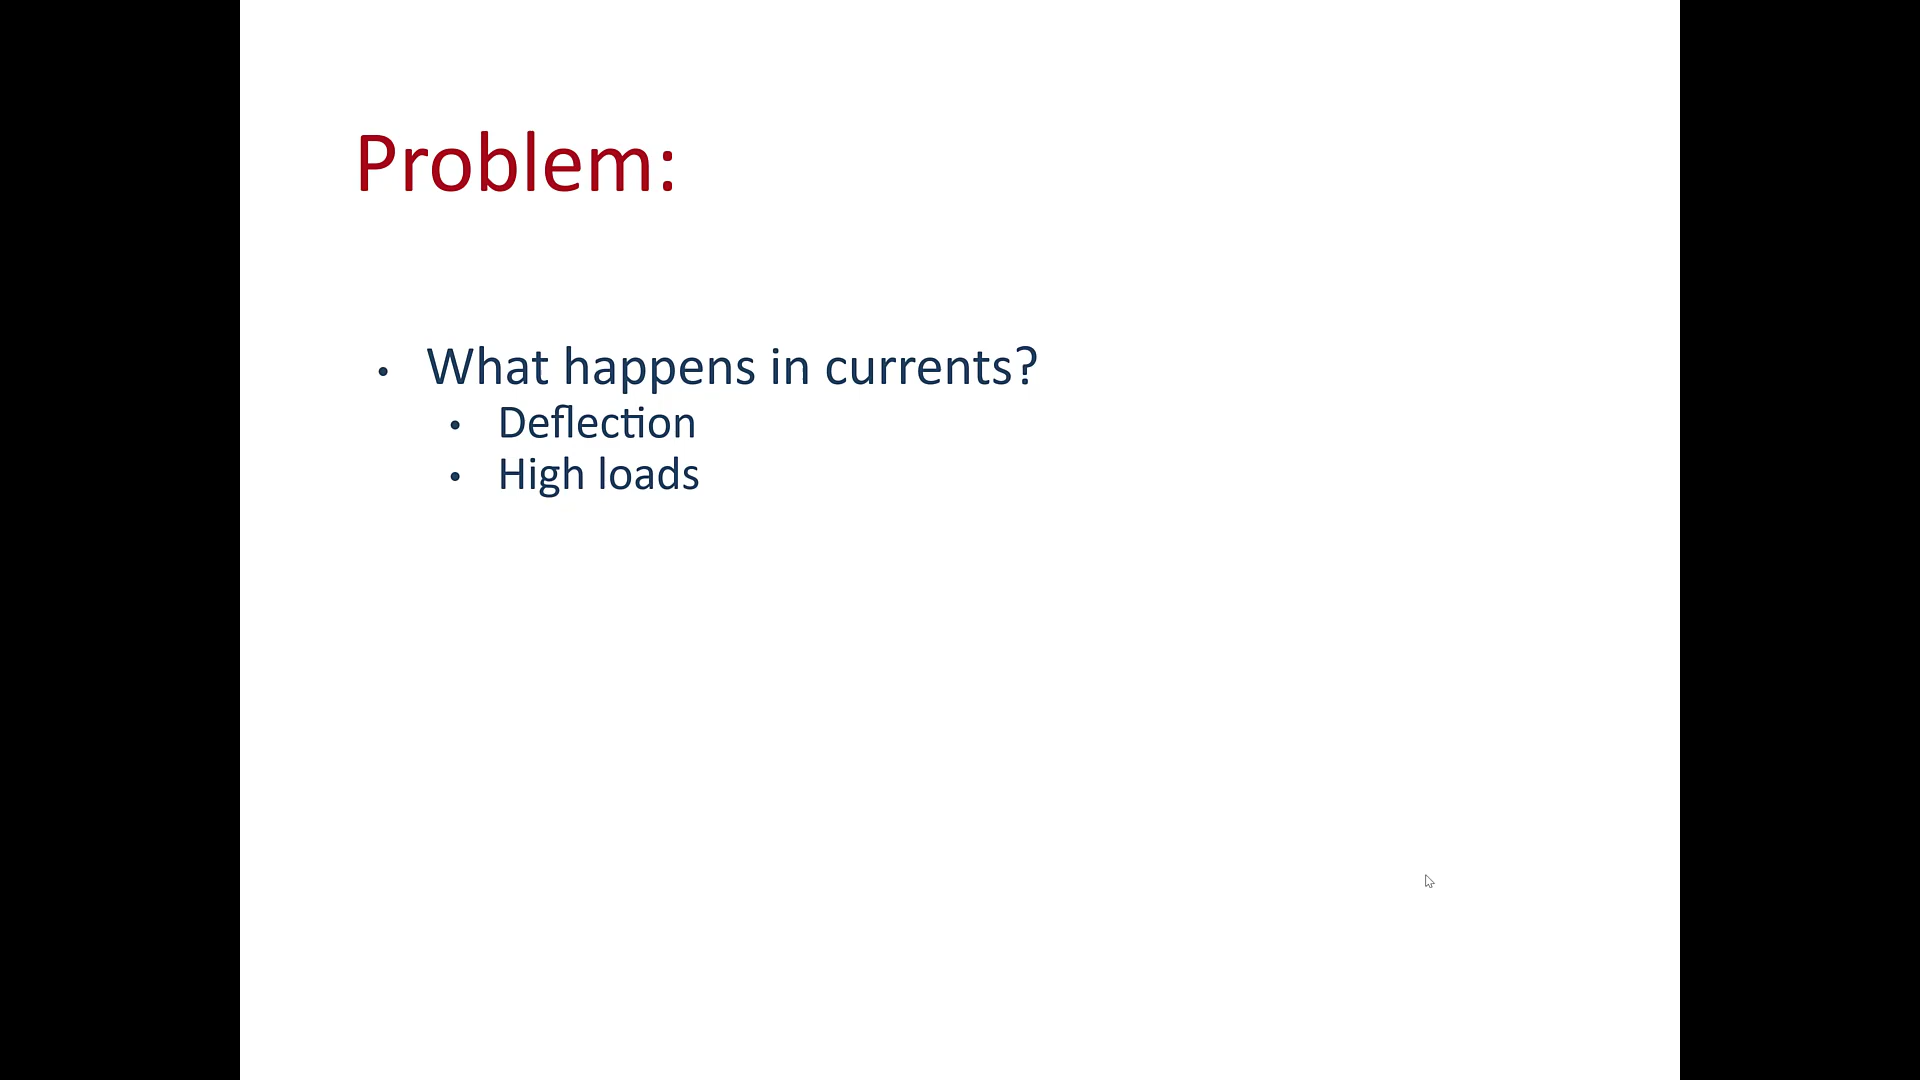 Problem:
• What happens in currents?
• Deflection
• High loads